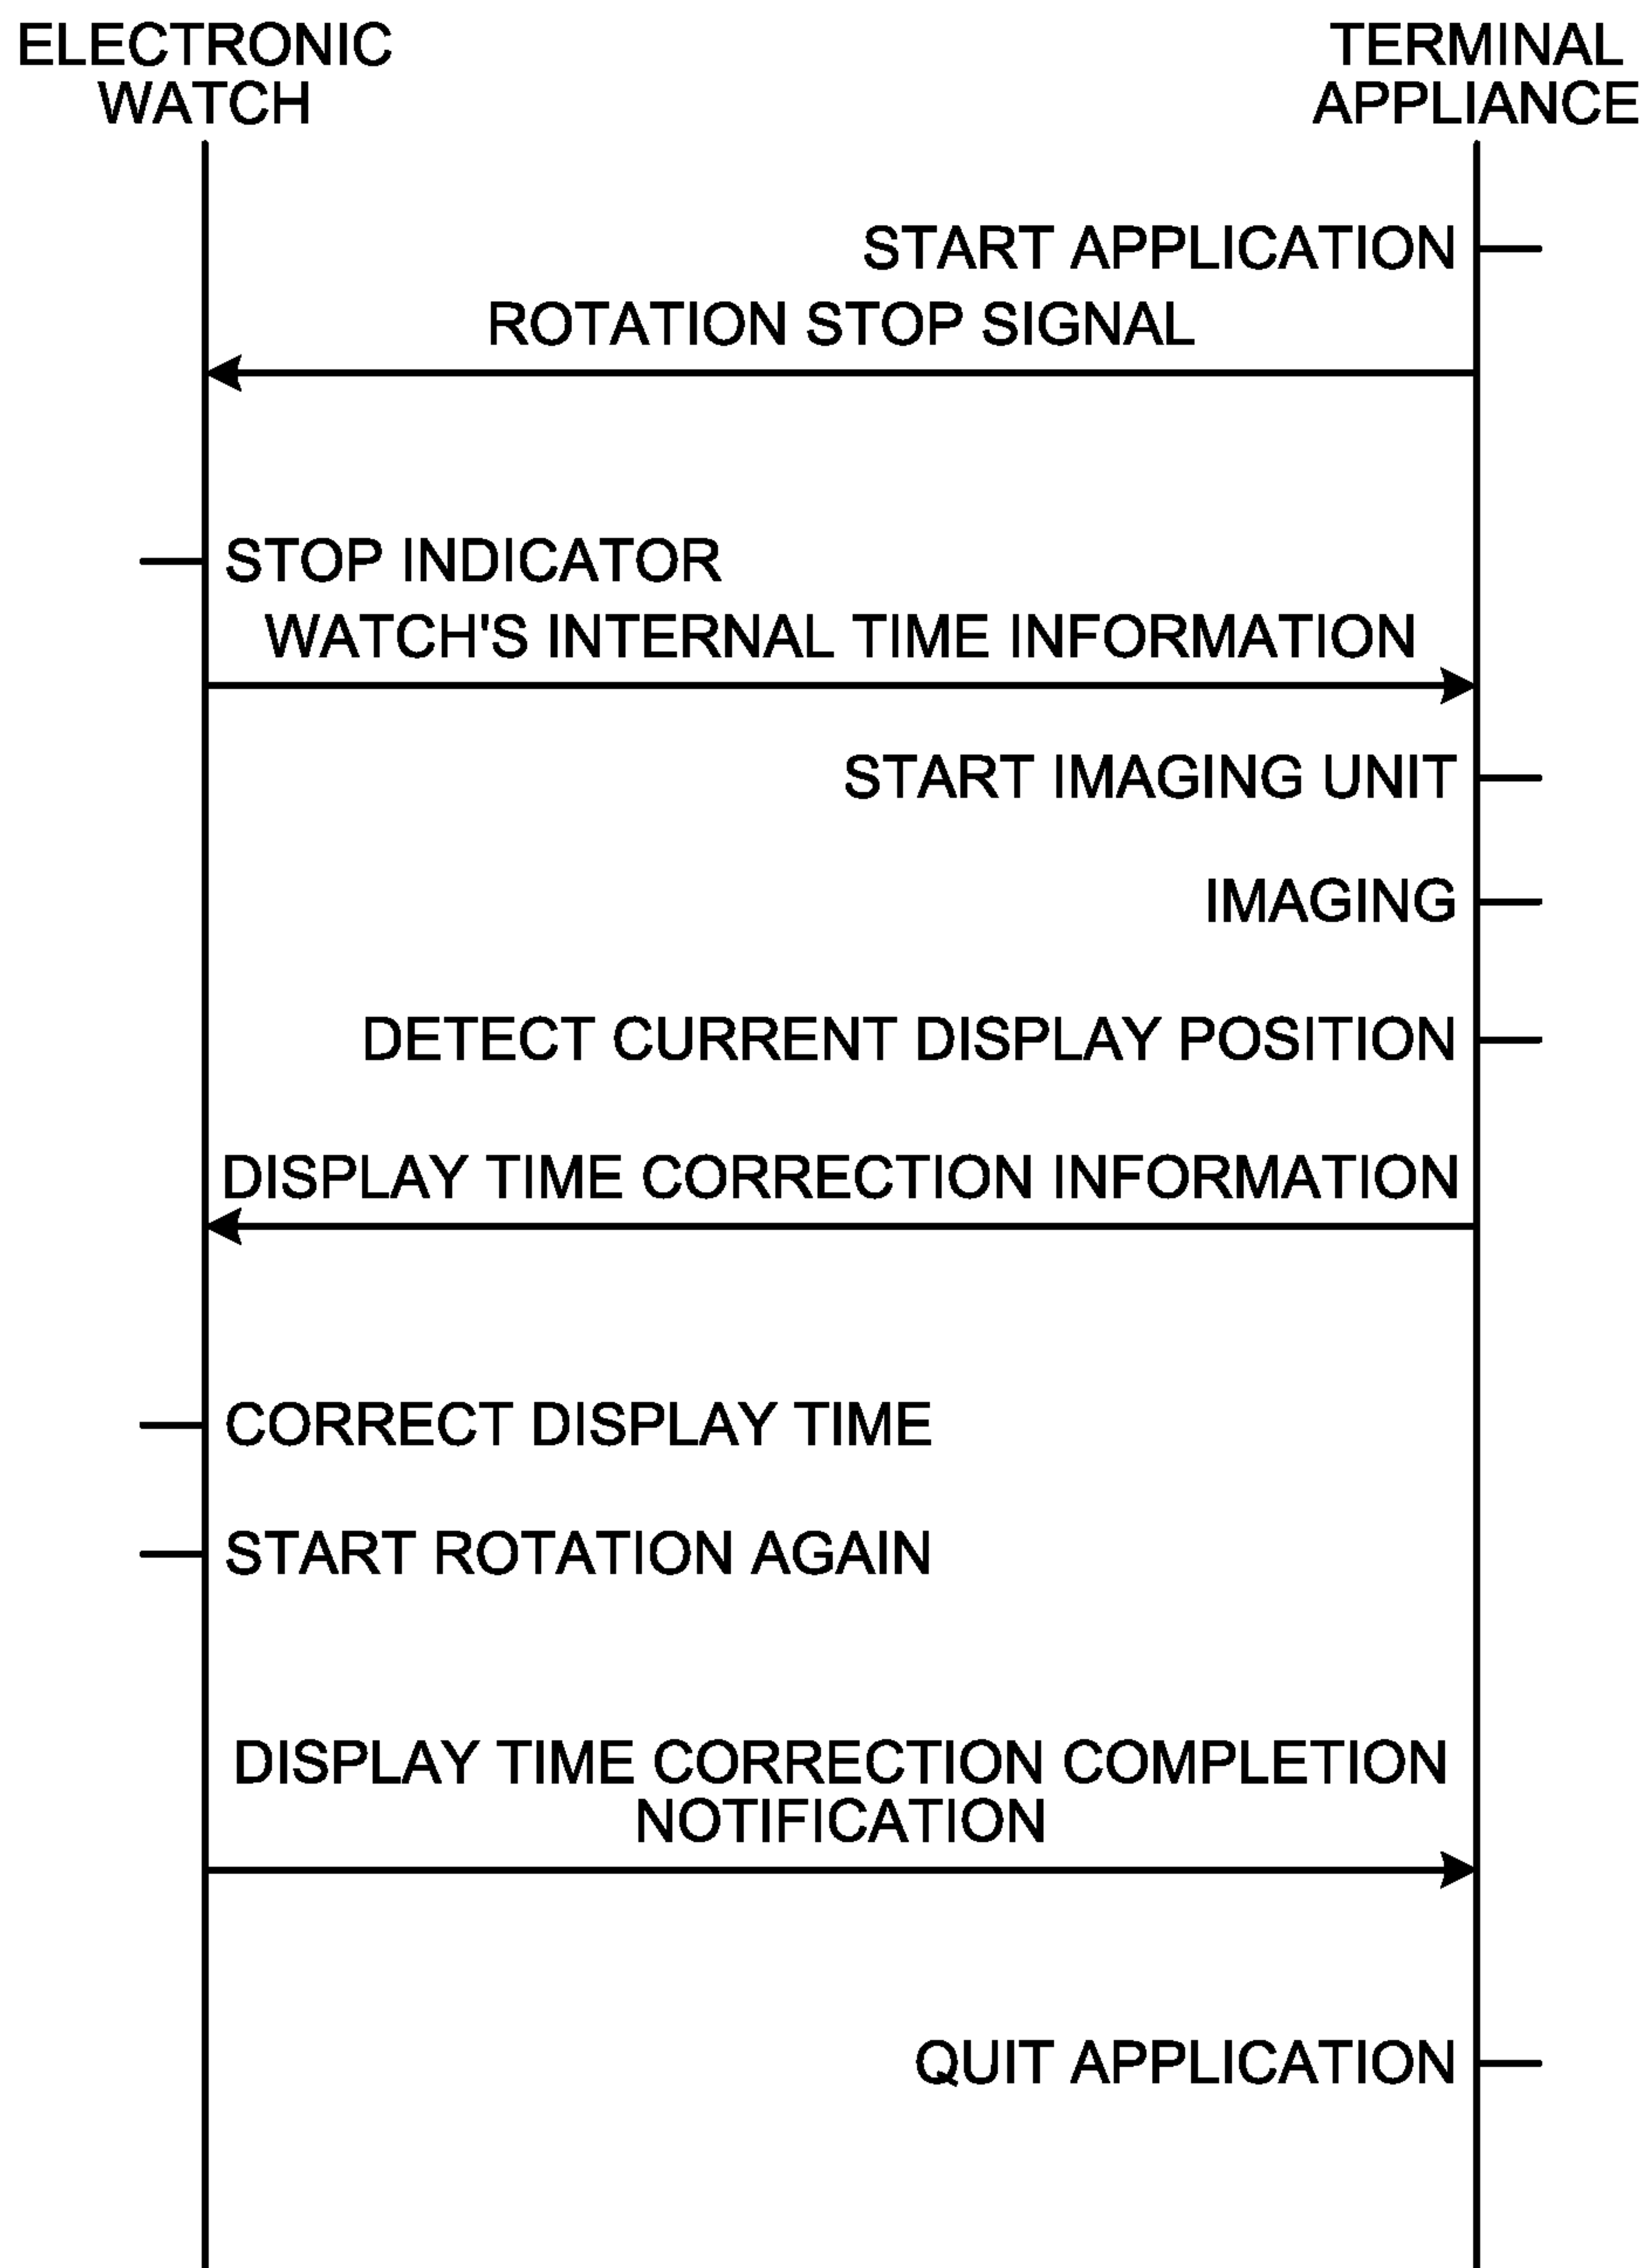 ELECTRONIC
WATCH
TERMINAL
APPLIANCE
START APPLICATION
ROTATION STOP SIGNAL
STOP INDICATOR
WATCH'S INTERNAL TIME INFORMATION
START IMAGING UNIT
IMAGING
DETECT CURRENT DISPLAY POSITION
DISPLAY TIME CORRECTION INFORMATION
CORRECT DISPLAY TIME
START ROTATION AGAIN
DISPLAY TIME CORRECTION COMPLETION
NOTIFICATION
QUIT APPLICATION